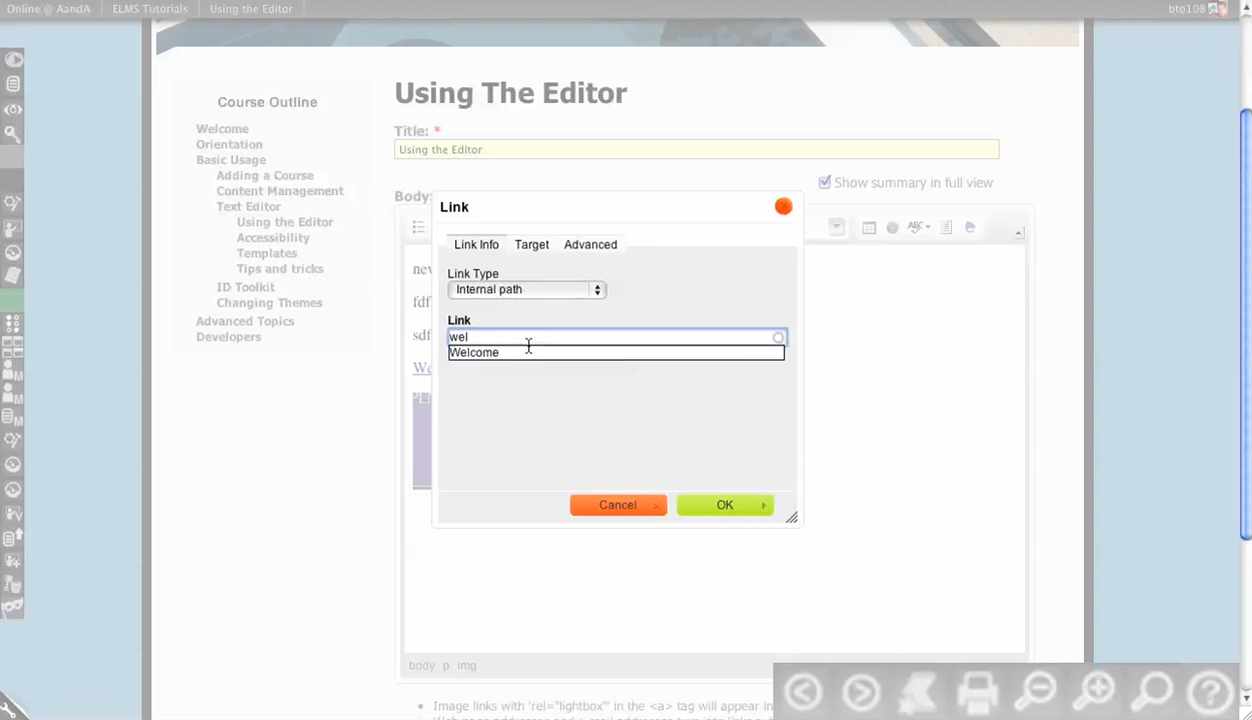 Online @ AandA
ELMS Tutorials
Using the Editor
bto108
Course Outline
Welcome
Orientation
Basic Usage
Adding a Course
Content Management
Text Editor
Using the Editor
Accessibility
Templates
Tips and tricks
ID Toolkit
Changing Themes
Advanced Topics
Developers
Using The Editor
Title: *
Using the Editor
Show summary in full view
Body:
ABC
Link
Link Info
Target
Advanced
Link Type
Internal path
Link
wel
Welcome
Cancel
OK
body p img
Image links with 'rel="lightbox"' in the <a> tag will appear in